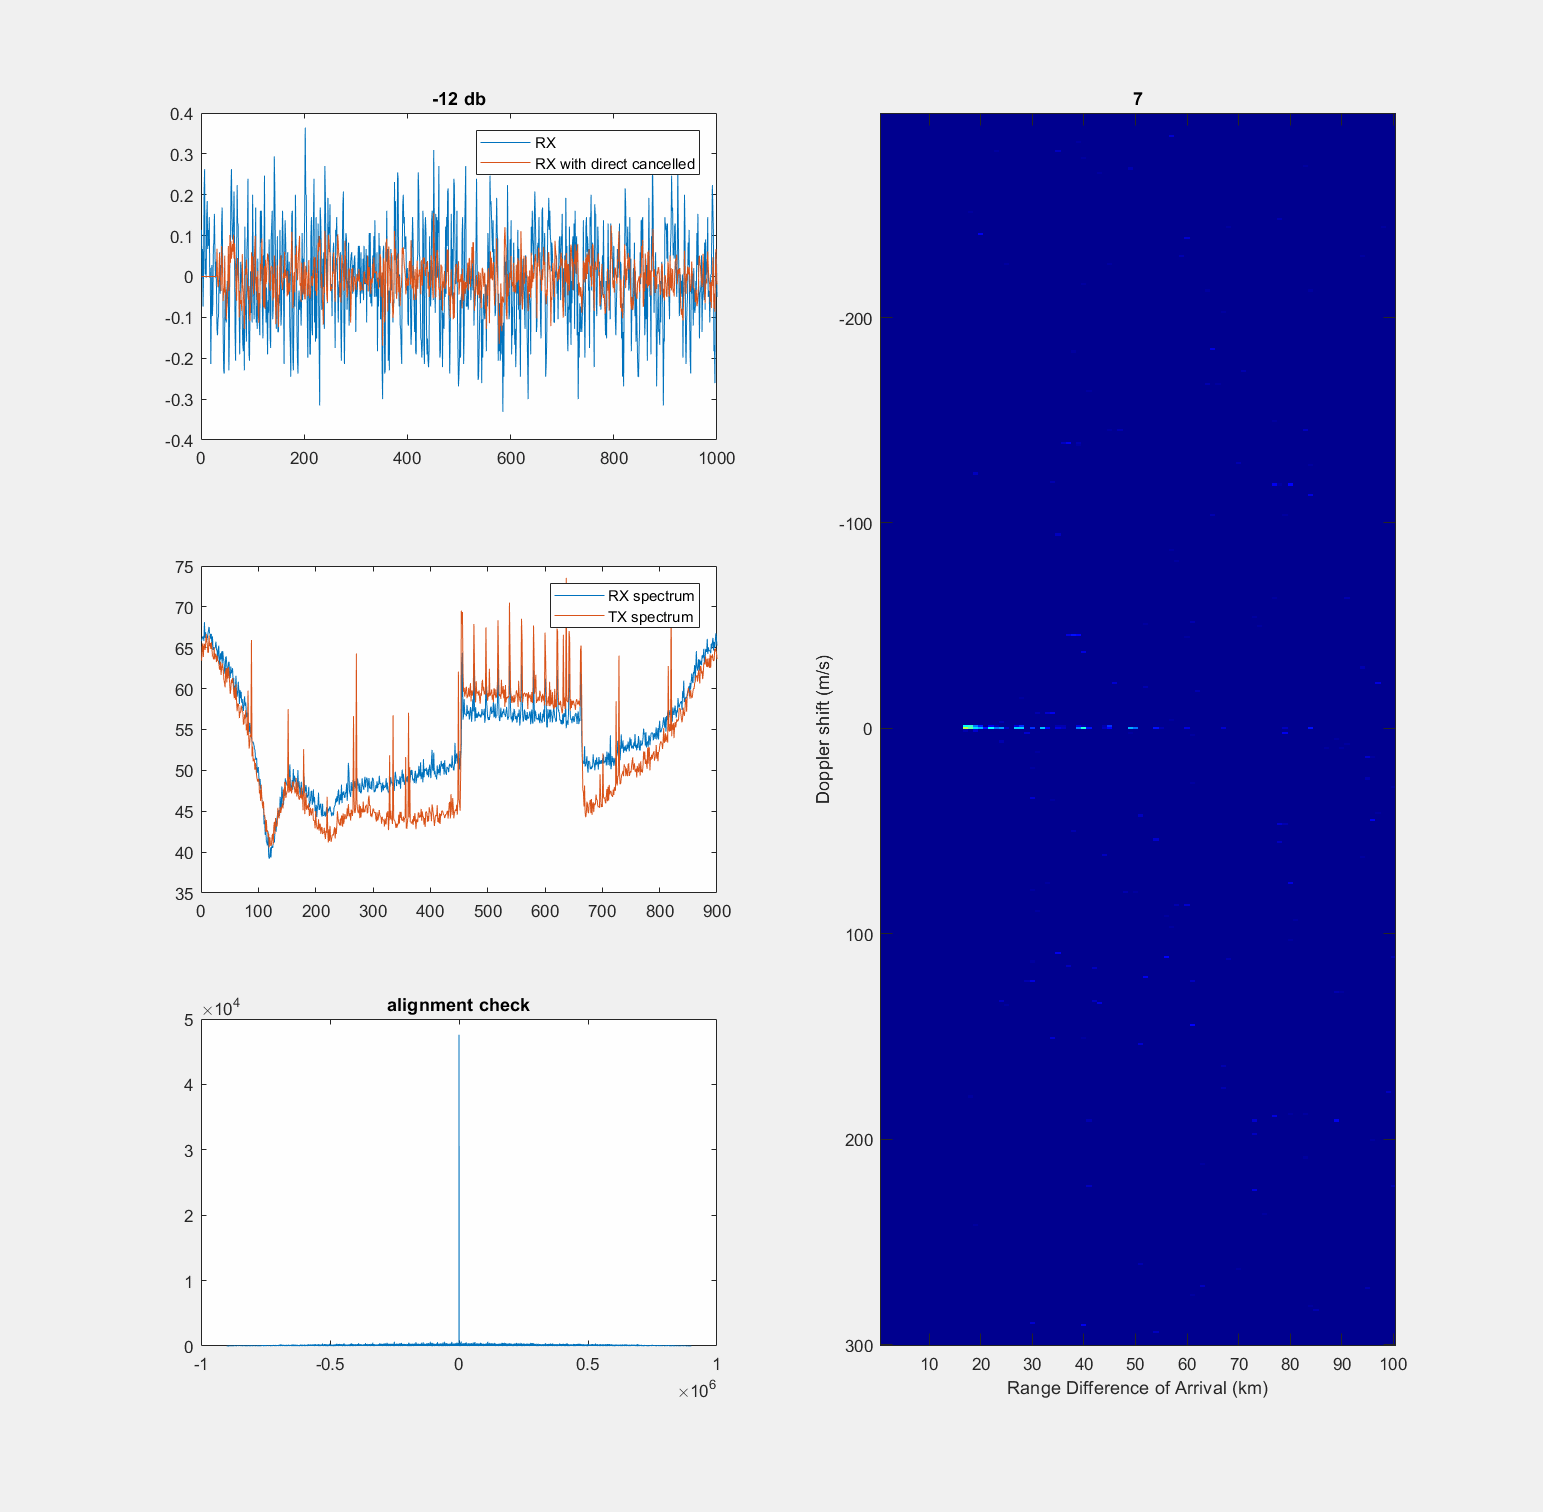 -12 db
0.4
0.3
0.2
0.1
0
-0.1
-0.2
-0.3
-0.4
0 200 400 600 800 1000
RX
RX with direct cancelled
75
70
65
60
55
50
45
40
35
0 100 200 300 400 500 600 700 800 900
RX spectrum
TX spectrum
alignment check
×10^4
5
4
3
2
1
0
-1 -0.5 0 0.5 1
×10^6
7
-200
-100
0
100
200
300
Doppler shift (m/s)
10 20 30 40 50 60 70 80 90 100
Range Difference of Arrival (km)